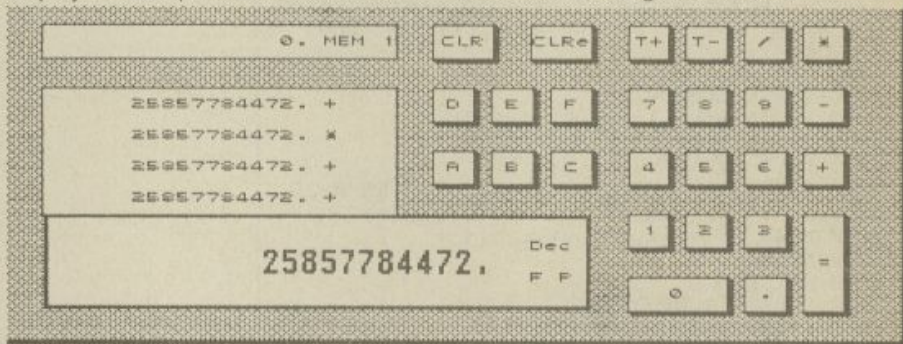 0. MEM 1
CLR CLRe T+ T- / *
25857784472. +
25857784472. *
25857784472. +
25857784472. +
D E F 7 8 9 -
A B C 4 5 6 +
25857784472.
Dec
F P
1 2 3 =
0 .